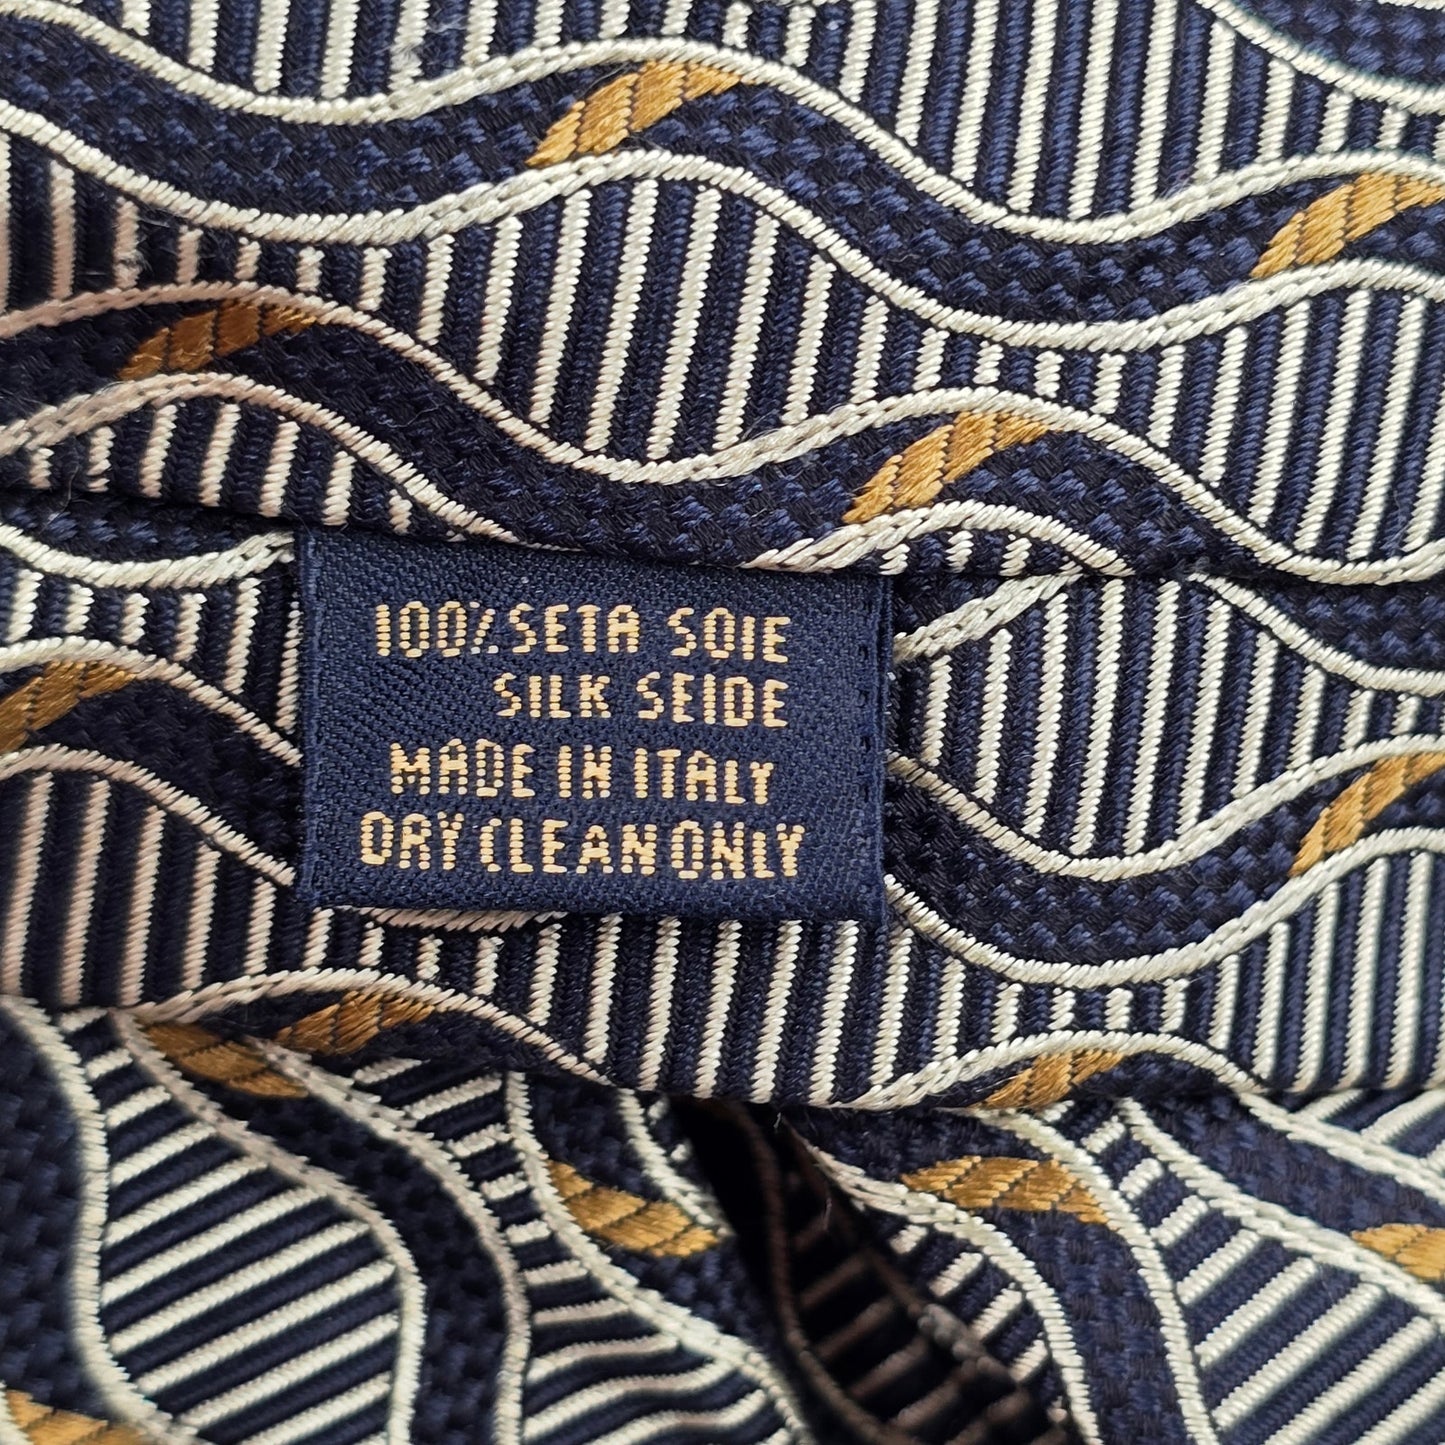 100% SETA SOIE
SILK SEIDE
MADE IN ITALY
DRY CLEAN ONLY